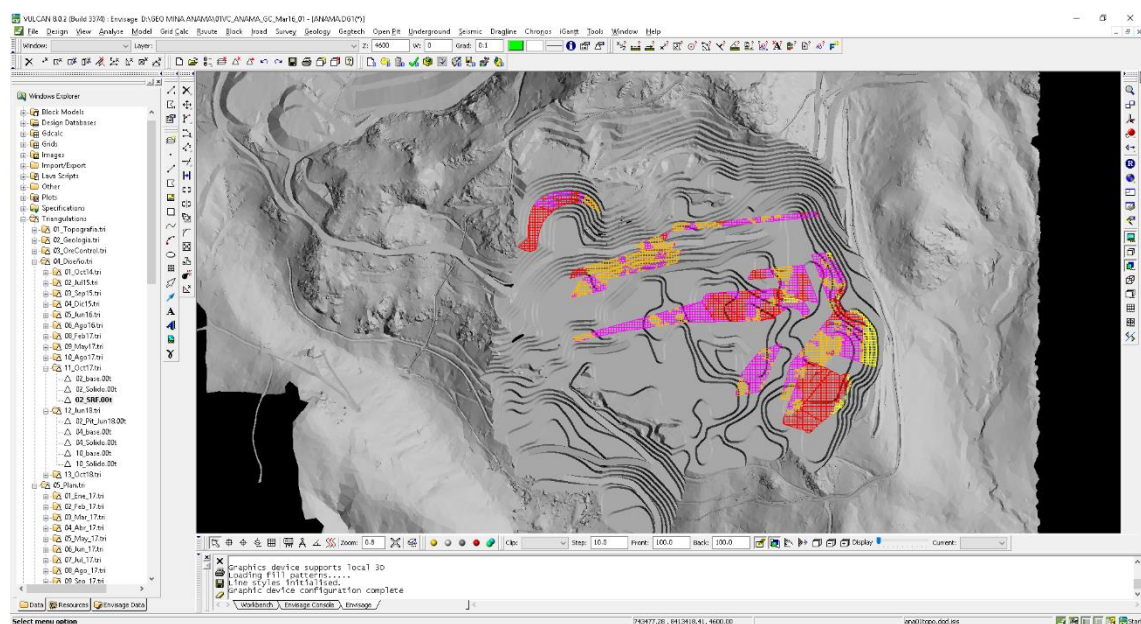 VULCAN 8.0.2 (Build 3374) : Envisage D:\GEO MINA ANAMA\01VC_ANAMA_GC_Mar16_01 - [ANAMA.DG1(*)]
File Design View Analyse Model Grid Calc Rsvute Block Iroad Survey Geology Geotech Open Pit Underground Seismic Dragline Chronos iGantt Tools Window Help
Window: Layer: Z: 4600 W: 0 Grad: 0:1
Windows Explorer
Block Models
Design Databases
Gdcalc
Grids
Images
Import/Export
Lava Scripts
Other
Plots
Specifications
Triangulations
01_Topografia.tri
02_Geologia.tri
03_OreControl.tri
04_Diseño.tri
01_Oct14.tri
02_Jul15.tri
03_Sep15.tri
04_Dic15.tri
05_Jun16.tri
06_Ago16.tri
08_Feb17.tri
09_May17.tri
10_Ago17.tri
11_Oct17.tri
02_base.00t
02_Solido.00t
02_SRF.00t
12_Jun18.tri
02_Pit_Jun18.00t
04_base.00t
04_Solido.00t
10_base.00t
10_Solido.00t
13_Oct18.tri
05_Plan.tri
01_Ene_17.tri
02_Feb_17.tri
03_Mar_17.tri
04_Abr_17.tri
05_May_17.tri
06_Jun_17.tri
07_Jul_17.tri
08_Ago_17.tri
09_Sep_17.tri
Zoom: 0.8 Clip: Step: 10.0 Front: 100.0 Back: 100.0 Display Current:
Graphics device supports local 3D
Loading Fill patterns.....
Line styles initialised.
Graphic device configuration complete
Data Resources Envisage Data
Workbench Envisage Console Envisage
Select menu option 743477.28, 8413418.41, 4600.00 ana01topo.dgd.isis Start